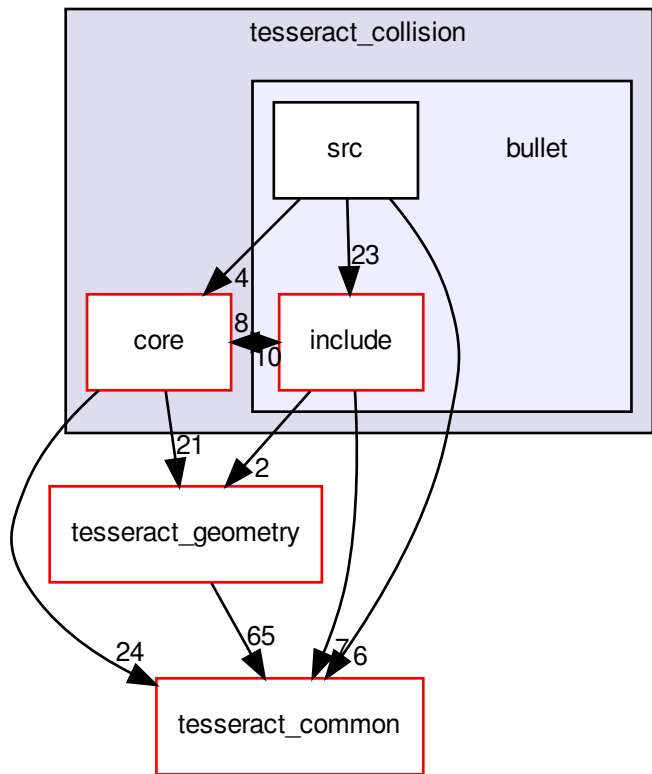 tesseract_collision
src
bullet
4
23
core
8
10
include
21
2
tesseract_geometry
24
65
7
6
tesseract_common